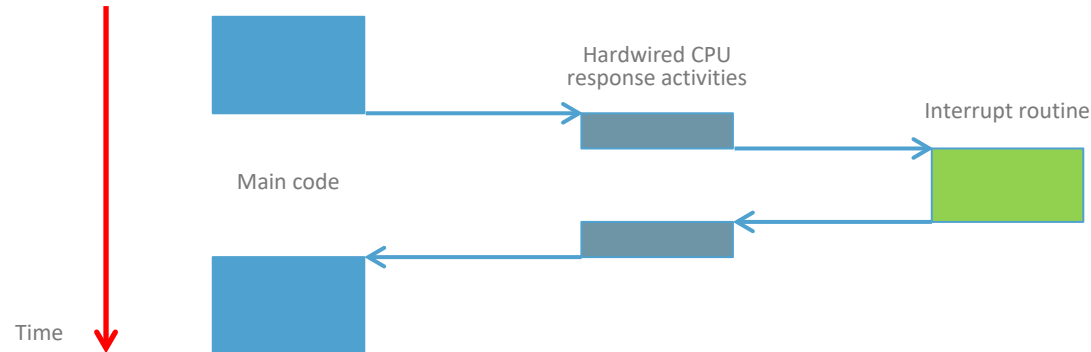 Hardwired CPU
response activities
Interrupt routine
Main code
Time